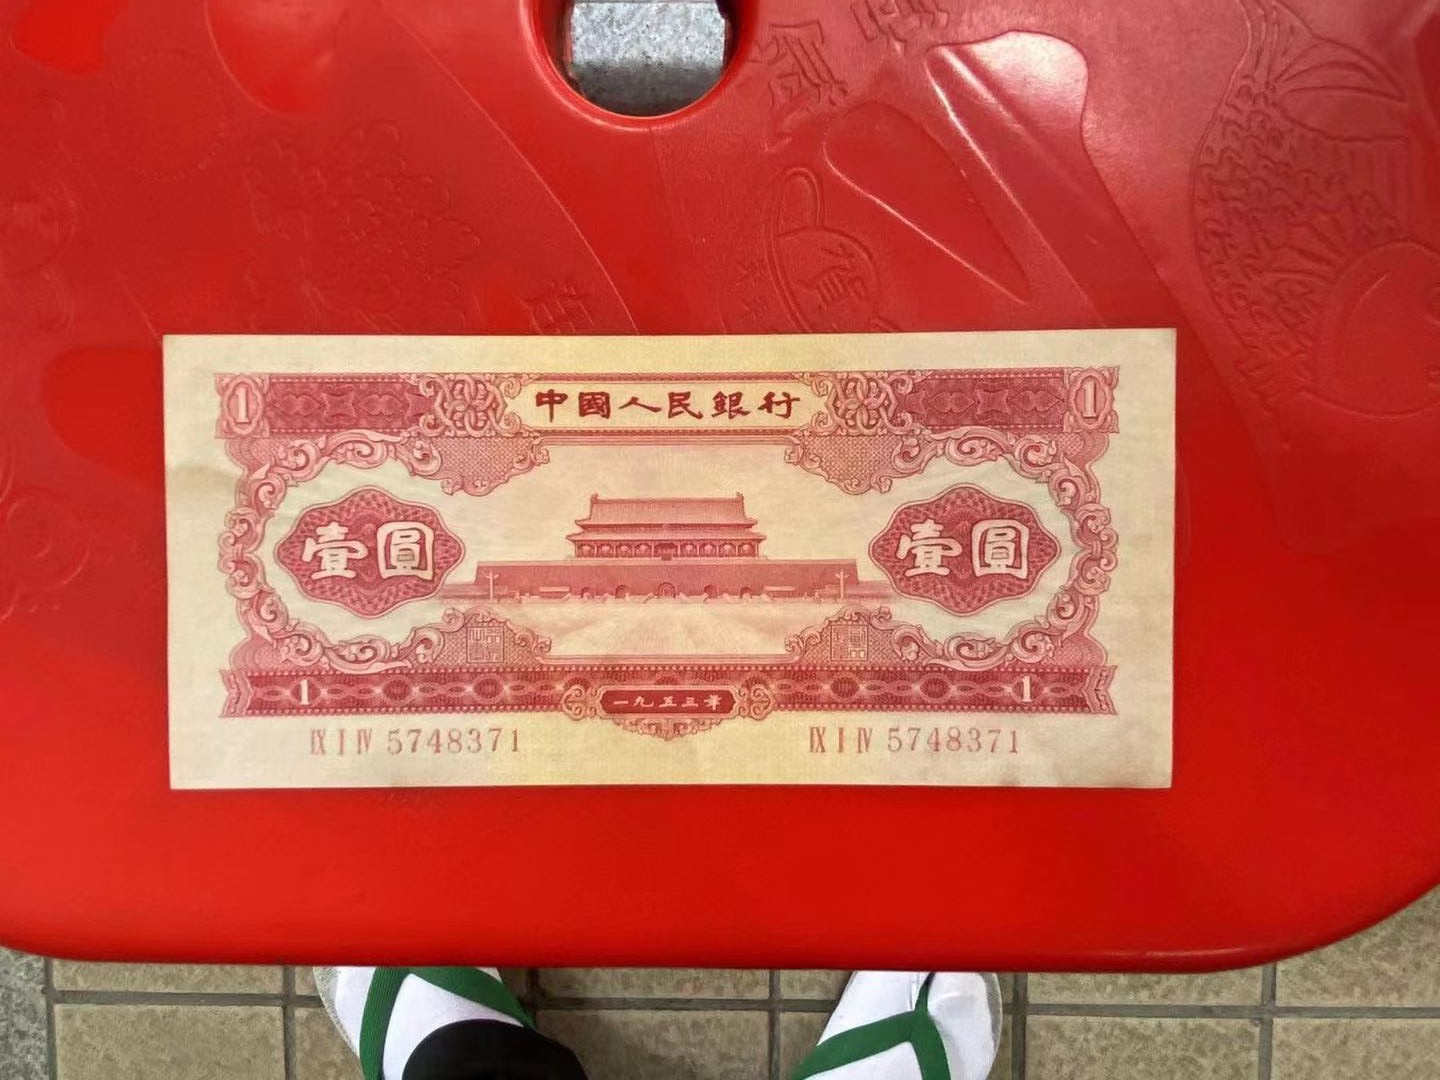 1 中國人民銀行 1
壹圓 壹圓
1 一九五三年 1
IX I IV 5748371 IX I IV 5748371